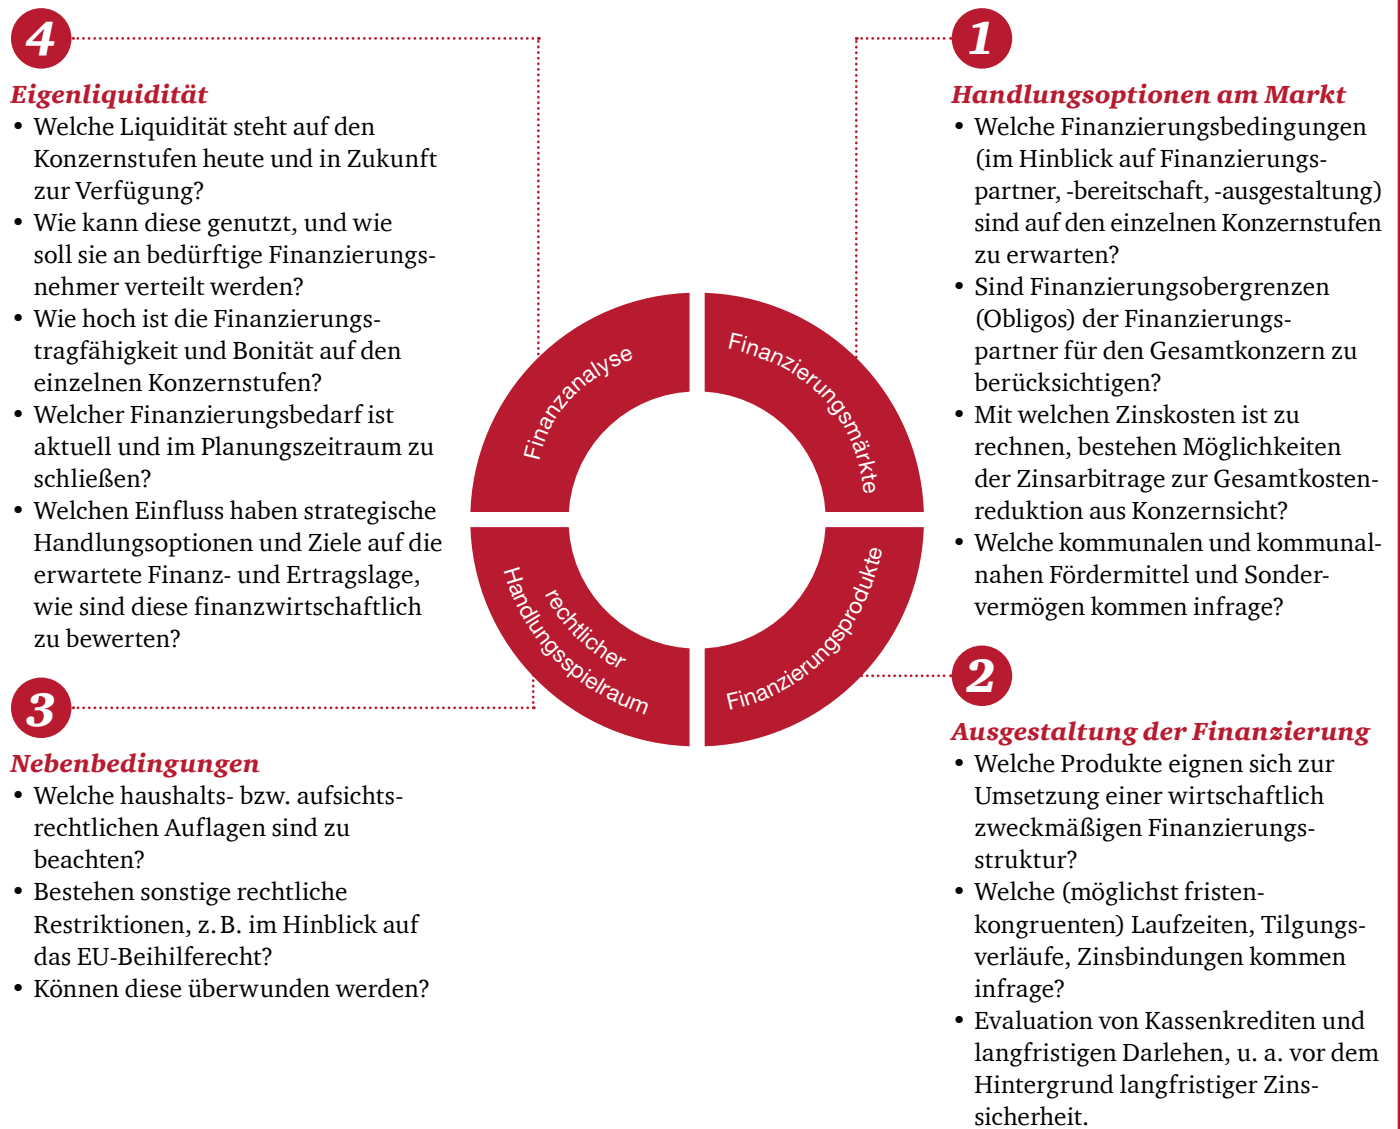 4
Eigenliquidität
• Welche Liquidität steht auf den
Konzernstufen heute und in Zukunft
zur Verfügung?
• Wie kann diese genutzt, und wie
soll sie an bedürftige Finanzierungs-
nehmer verteilt werden?
• Wie hoch ist die Finanzierungs-
tragfähigkeit und Bonität auf den
einzelnen Konzernstufen?
• Welcher Finanzierungsbedarf ist
aktuell und im Planungszeitraum zu
schließen?
• Welchen Einfluss haben strategische
Handlungsoptionen und Ziele auf die
erwartete Finanz- und Ertragslage,
wie sind diese finanzwirtschaftlich
zu bewerten?
3
Nebenbedingungen
• Welche haushalts- bzw. aufsichts-
rechtlichen Auflagen sind zu
beachten?
• Bestehen sonstige rechtliche
Restriktionen, z. B. im Hinblick auf
das EU-Beihilferecht?
• Können diese überwunden werden?
Finanzanalyse
Finanzierungsmärkte
rechtlicher
Handlungsspielraum
Finanzierungsprodukte
1
Handlungsoptionen am Markt
• Welche Finanzierungsbedingungen
(im Hinblick auf Finanzierungs-
partner, -bereitschaft, -ausgestaltung)
sind auf den einzelnen Konzernstufen
zu erwarten?
• Sind Finanzierungsobergrenzen
(Obligos) der Finanzierungs-
partner für den Gesamtkonzern zu
berücksichtigen?
• Mit welchen Zinskosten ist zu
rechnen, bestehen Möglichkeiten
der Zinsarbitrage zur Gesamtkosten-
reduktion aus Konzernsicht?
• Welche kommunalen und kommunal-
nahen Fördermittel und Sonder-
vermögen kommen infrage?
2
Ausgestaltung der Finanzierung
• Welche Produkte eignen sich zur
Umsetzung einer wirtschaftlich
zweckmäßigen Finanzierungs-
struktur?
• Welche (möglichst fristen-
kongruenten) Laufzeiten, Tilgungs-
verläufe, Zinsbindungen kommen
infrage?
• Evaluation von Kassenkrediten und
langfristigen Darlehen, u. a. vor dem
Hintergrund langfristiger Zins-
sicherheit.